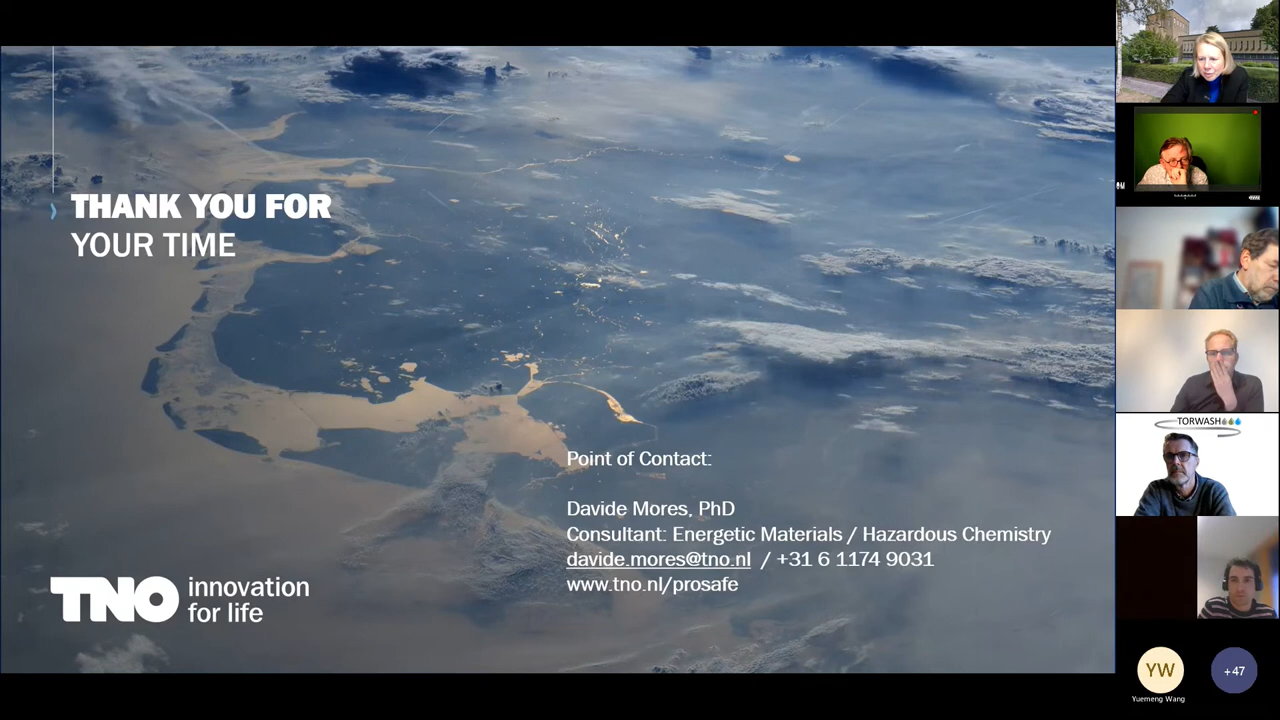 THANK YOU FOR
YOUR TIME
Point of Contact:
Davide Mores, PhD
Consultant: Energetic Materials / Hazardous Chemistry
davide.mores@tno.nl / +31 6 1174 9031
www.tno.nl/prosafe
TNO innovation
for life
TORWASH
YW
Yuemeng Wang
+47